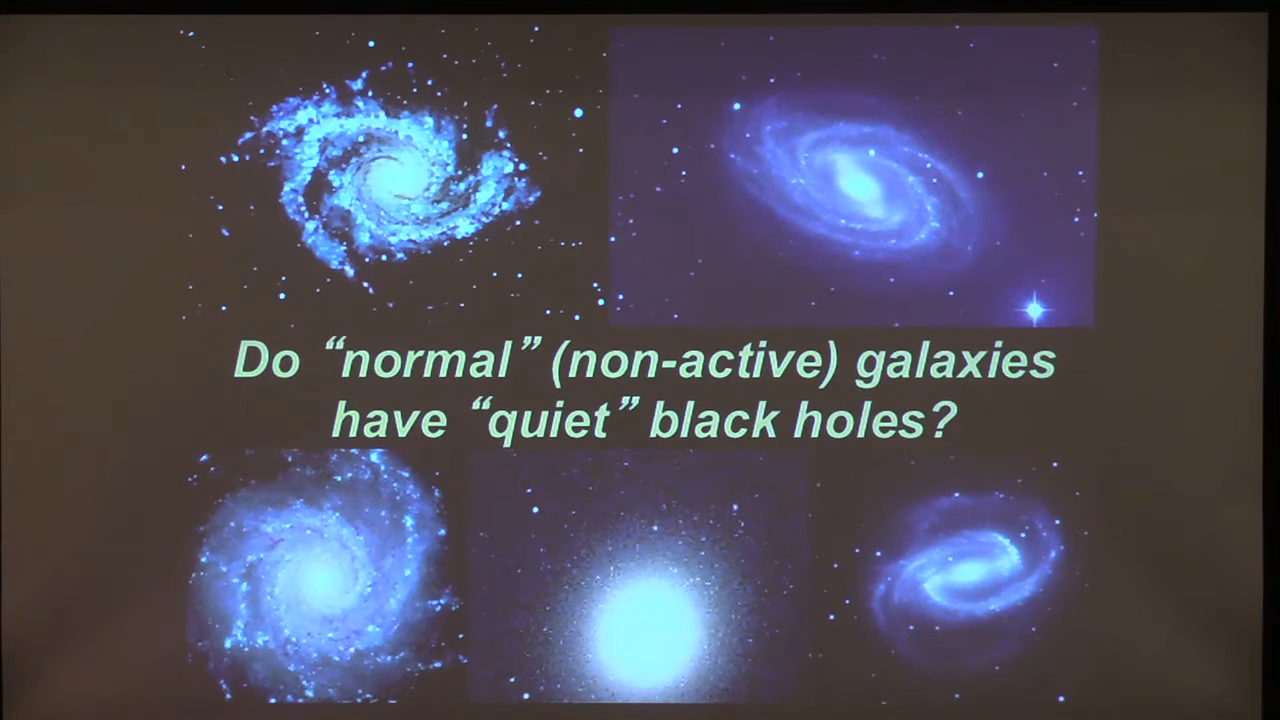 Do “normal” (non-active) galaxies
have “quiet” black holes?